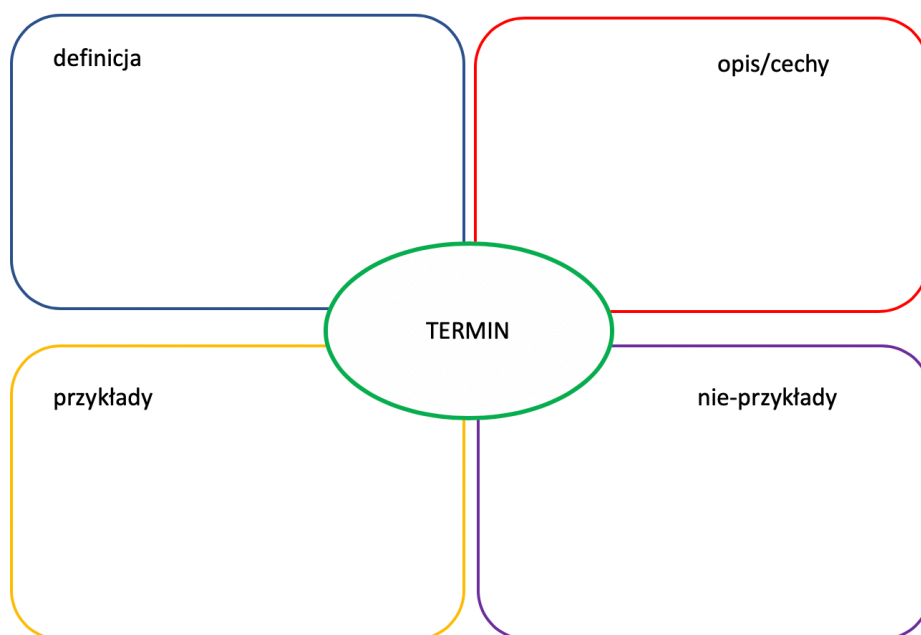 definicja
opis/cechy
TERMIN
przykłady
nie-przykłady